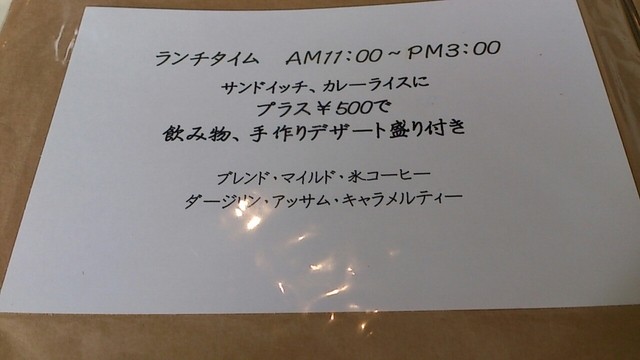 ランチタイム　AM11:00～PM3:00
サンドイッチ、カレーライスに
プラス￥500で
飲み物、手作りデザート盛り付き
ブレンド・マイルド・氷コーヒー
ダージリン・アッサム・キャラメルティー